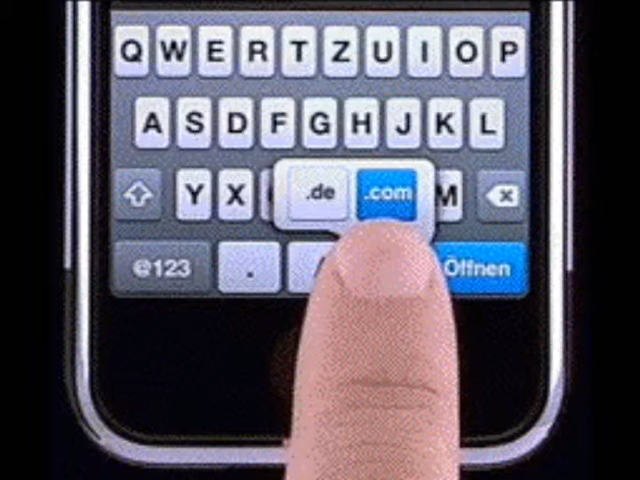 Q W E R T Z U I O P
A S D F G H J K L
Y X M
.de .com
@123 . Öffnen